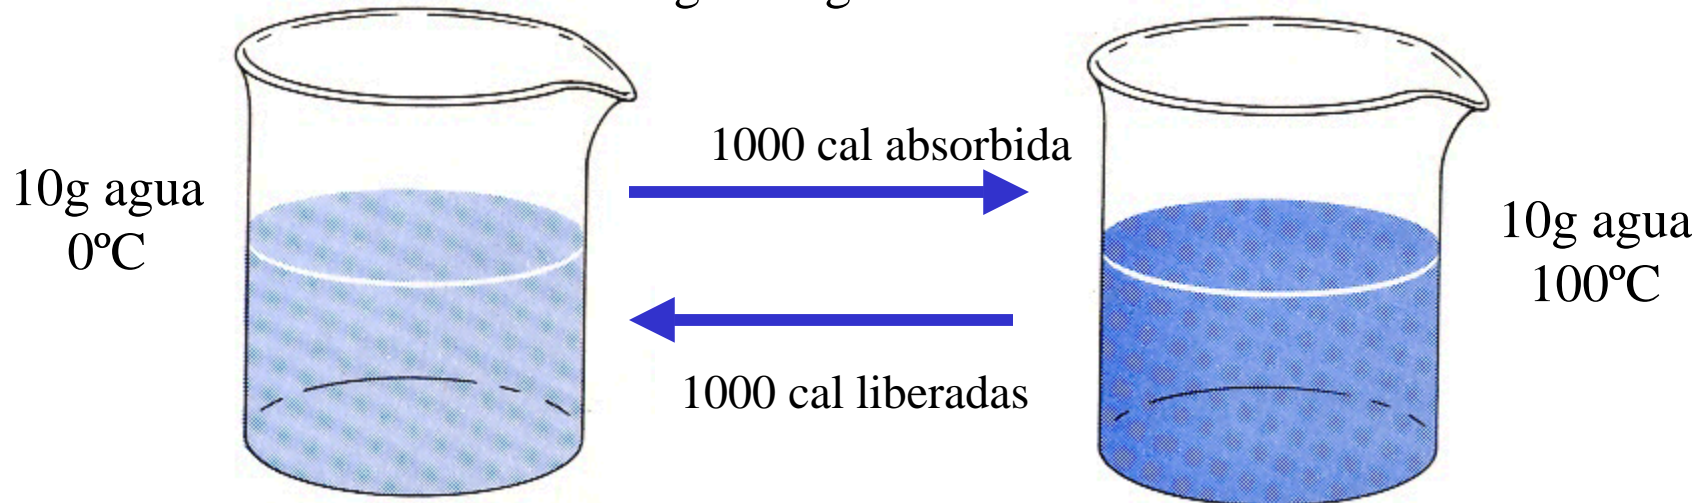 10g agua
0ºC
1000 cal absorbida
1000 cal liberadas
10g agua
100ºC